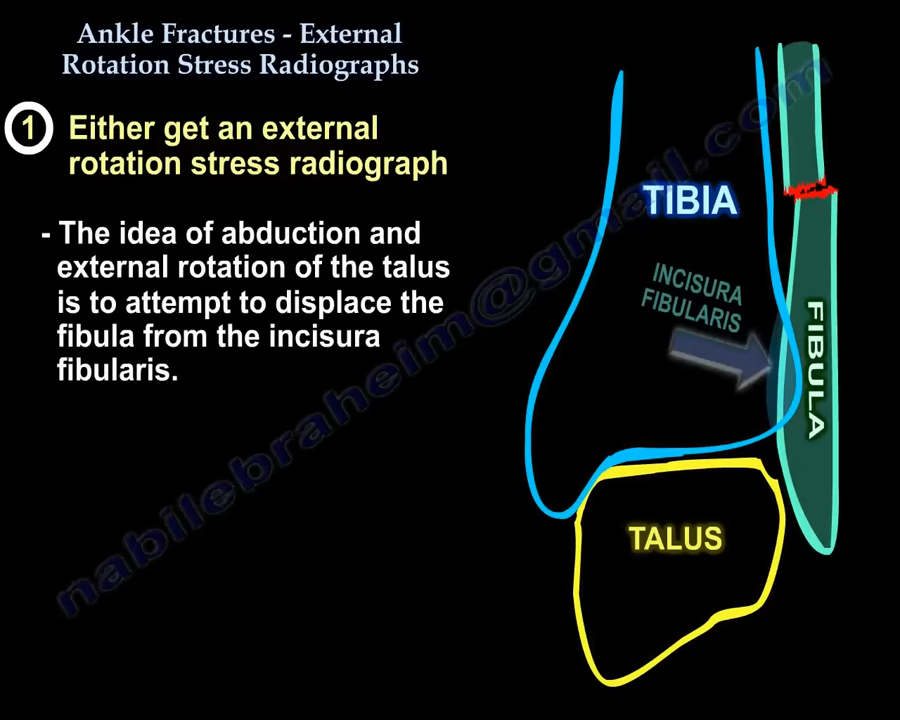 Ankle Fractures - External
Rotation Stress Radiographs
1 Either get an external
rotation stress radiograph
- The idea of abduction and
external rotation of the talus
is to attempt to displace the
fibula from the incisura
fibularis.
TIBIA
INCISURA
FIBULARIS
FIBULA
TALUS
nabilebraheim@gmail.com